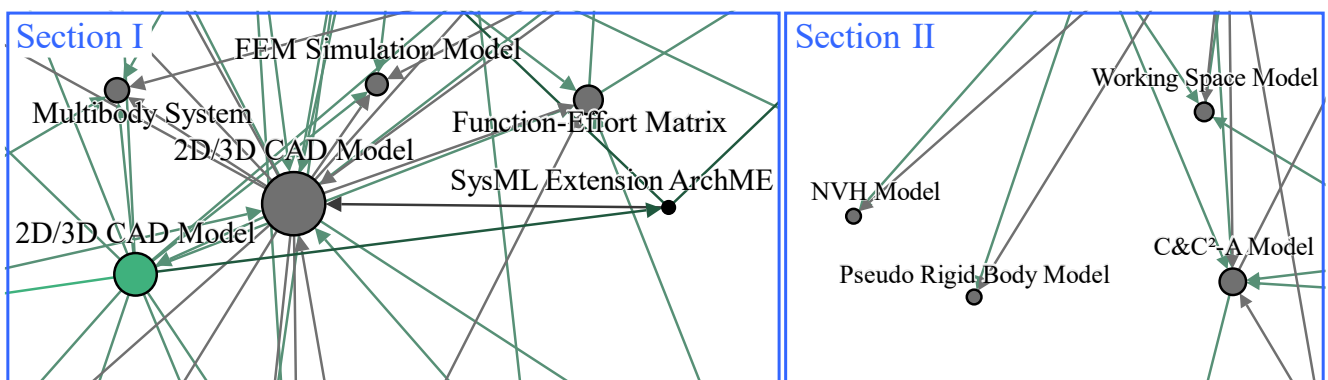 Section I
FEM Simulation Model
Multibody System
Function-Effort Matrix
2D/3D CAD Model
SysML Extension ArchME
2D/3D CAD Model
Section II
Working Space Model
NVH Model
C&C²-A Model
Pseudo Rigid Body Model